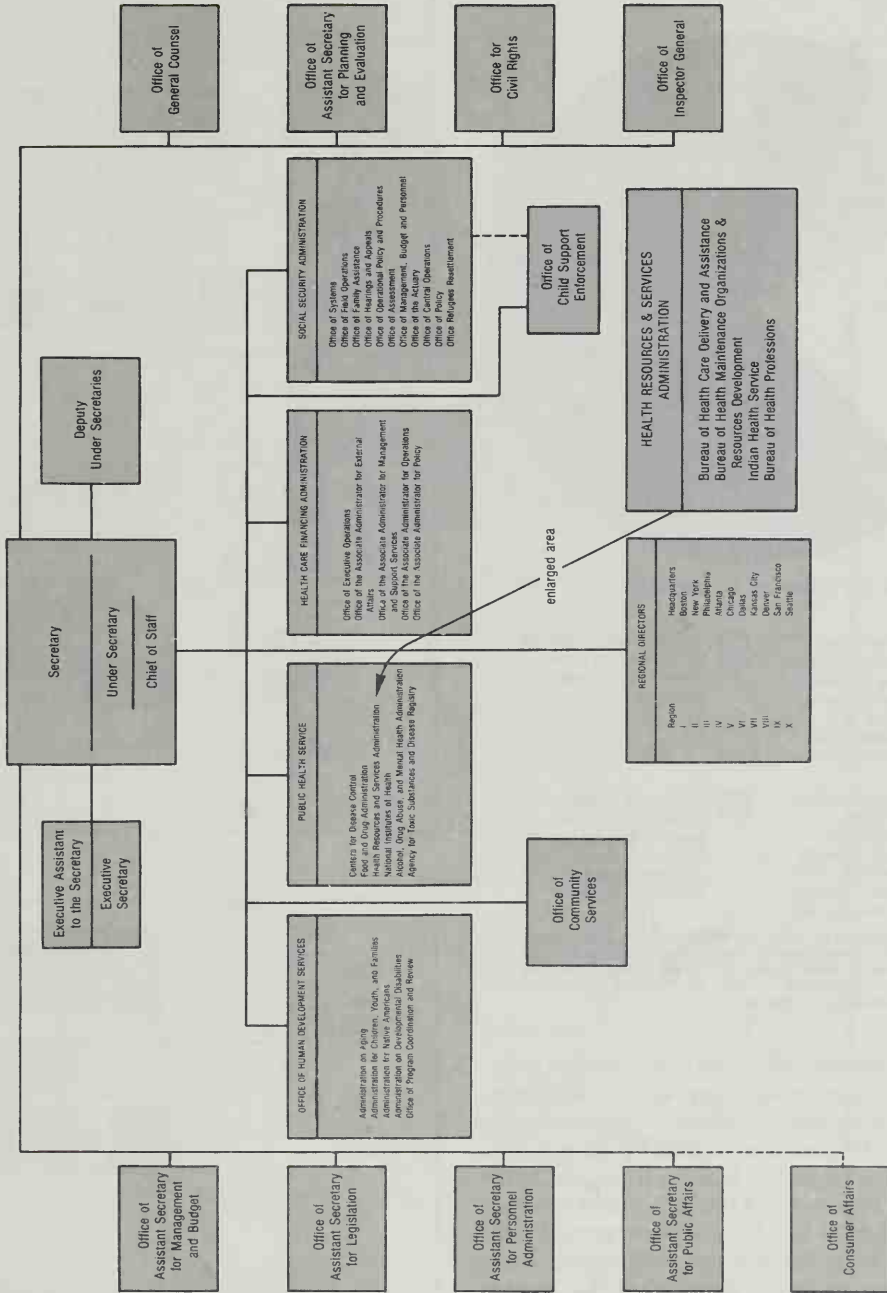 Secretary
Under Secretary
Chief of Staff
Executive Assistant
to the Secretary
Executive
Secretary
Deputy
Under Secretaries
Office of
Assistant Secretary
for Management
and Budget
Office of
Assistant Secretary
for Legislation
Office of
Assistant Secretary
for Personnel
Administration
Office of
Assistant Secretary
for Public Affairs
Office of
Consumer Affairs
Office of
General Counsel
Office of
Assistant Secretary
for Planning
and Evaluation
Office for
Civil Rights
Office of
Inspector General
OFFICE OF HUMAN DEVELOPMENT SERVICES
Administration on Aging
Administration for Children, Youth, and Families
Administration for Native Americans
Administration on Developmental Disabilities
Office of Program Coordination and Review
PUBLIC HEALTH SERVICE
Centers for Disease Control
Food and Drug Administration
Health Resources and Services Administration
National Institutes of Health
Alcohol, Drug Abuse, and Mental Health Administration
Agency for Toxic Substances and Disease Registry
HEALTH CARE FINANCING ADMINISTRATION
Office of Executive Operations
Office of the Associate Administrator for External
Affairs
Office of the Associate Administrator for Management
and Support Services
Office of the Associate Administrator for Operations
Office of the Associate Administrator for Policy
SOCIAL SECURITY ADMINISTRATION
Office of Systems
Office of Field Operations
Office of Family Assistance
Office of Hearings and Appeals
Office of Operational Policy and Procedures
Office of Assessment
Office of Management, Budget and Personnel
Office of the Actuary
Office of Central Operations
Office of Policy
Office Refugees Resettlement
Office of
Community
Services
Office of
Child Support
Enforcement
REGIONAL DIRECTORS
Region Headquarters
I Boston
II New York
III Philadelphia
IV Atlanta
V Chicago
VI Dallas
VII Kansas City
VIII Denver
IX San Francisco
X Seattle
enlarged area
HEALTH RESOURCES & SERVICES
ADMINISTRATION
Bureau of Health Care Delivery and Assistance
Bureau of Health Maintenance Organizations &
Resources Development
Indian Health Service
Bureau of Health Professions